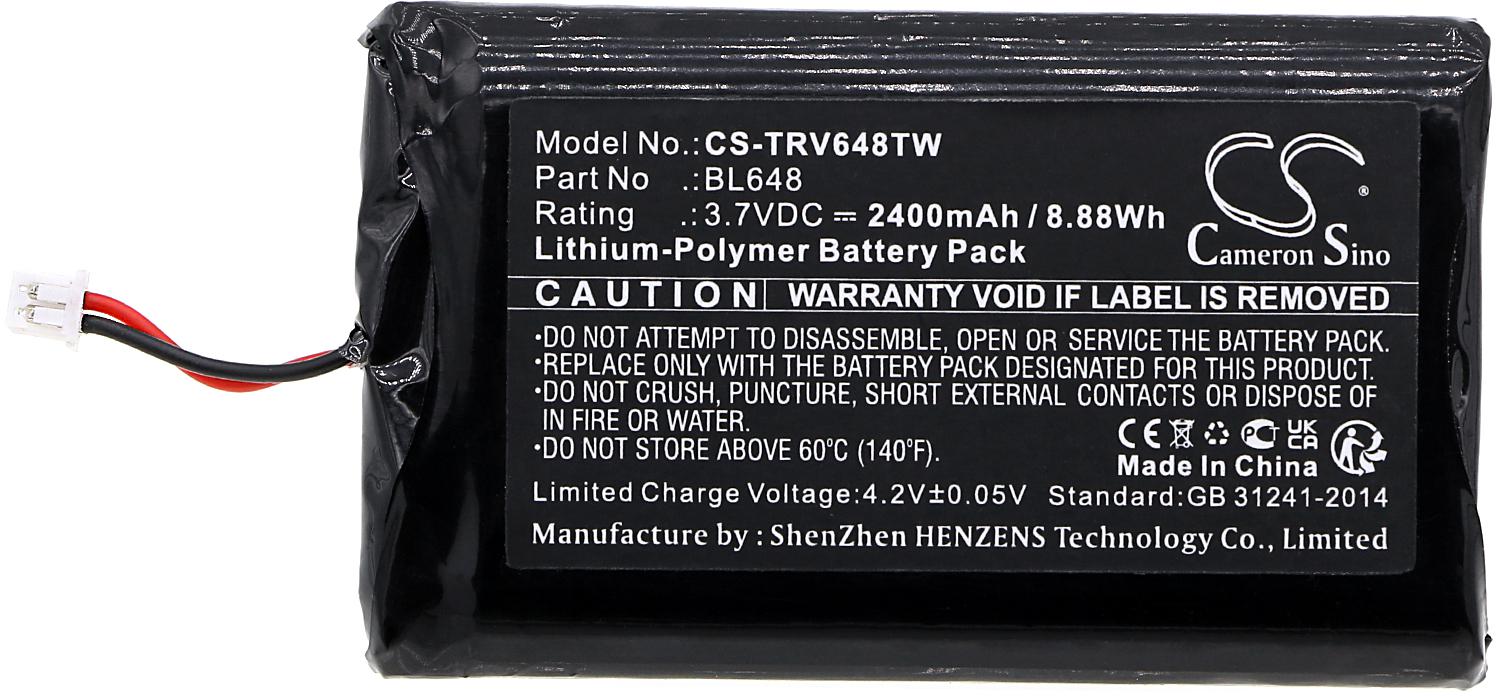 Model No.: CS-TRV648TW
Part No .: BL648
Rating .: 3.7VDC ⎓ 2400mAh / 8.88Wh
Lithium-Polymer Battery Pack
CS ®
Cameron Sino
CAUTION| WARRANTY VOID IF LABEL IS REMOVED
•DO NOT ATTEMPT TO DISASSEMBLE, OPEN OR SERVICE THE BATTERY PACK.
•REPLACE ONLY WITH THE BATTERY PACK DESIGNATED FOR THIS PRODUCT.
•DO NOT CRUSH, PUNCTURE, SHORT EXTERNAL CONTACTS OR DISPOSE OF
IN FIRE OR WATER.
•DO NOT STORE ABOVE 60°C (140°F).
CE UK CA
Made In China
Limited Charge Voltage:4.2V±0.05V Standard:GB 31241-2014
Manufacture by : ShenZhen HENZENS Technology Co., Limited